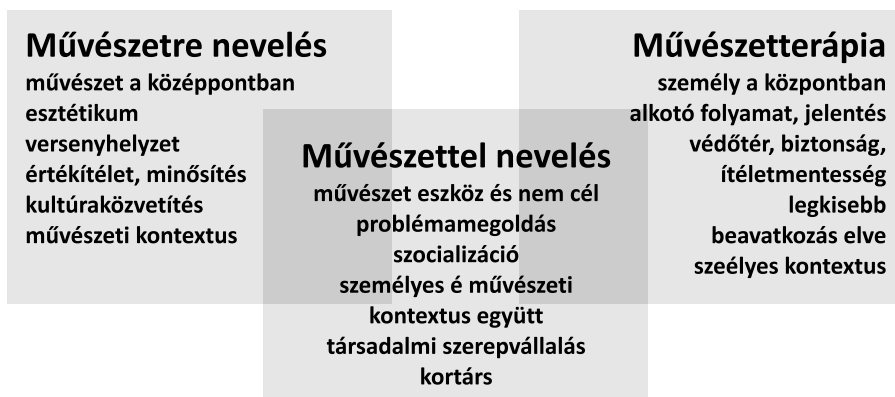 Művészetre nevelés
művészet a középpontban
esztétikum
versenyhelyzet
értékítélet, minősítés
kultúraközvetítés
művészeti kontextus
Művészettel nevelés
művészet eszköz és nem cél
problémamegoldás
szocializáció
személyes é művészeti
kontextus együtt
társadalmi szerepvállalás
kortárs
Művészetterápia
személy a központban
alkotó folyamat, jelentés
védőtér, biztonság,
ítéletmentesség
legkisebb
beavatkozás elve
szeélyes kontextus